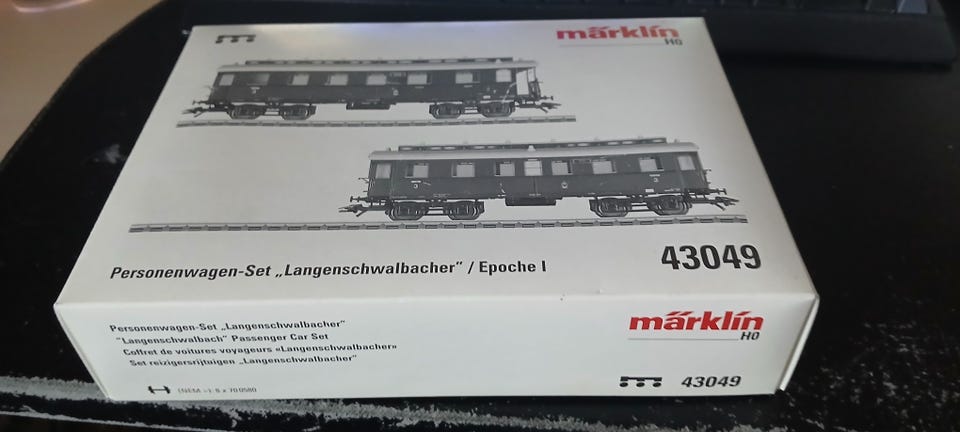 märklin
H0
Personenwagen-Set „Langenschwalbacher" / Epoche I
43049
Personenwagen-Set „Langenschwalbacher"
"Langenschwalbach" Passenger Car Set
Coffret de voitures voyageurs «Langenschwalbacher»
Set reizigersrijtuigen „Langenschwalbacher"
märklin
H0
43049